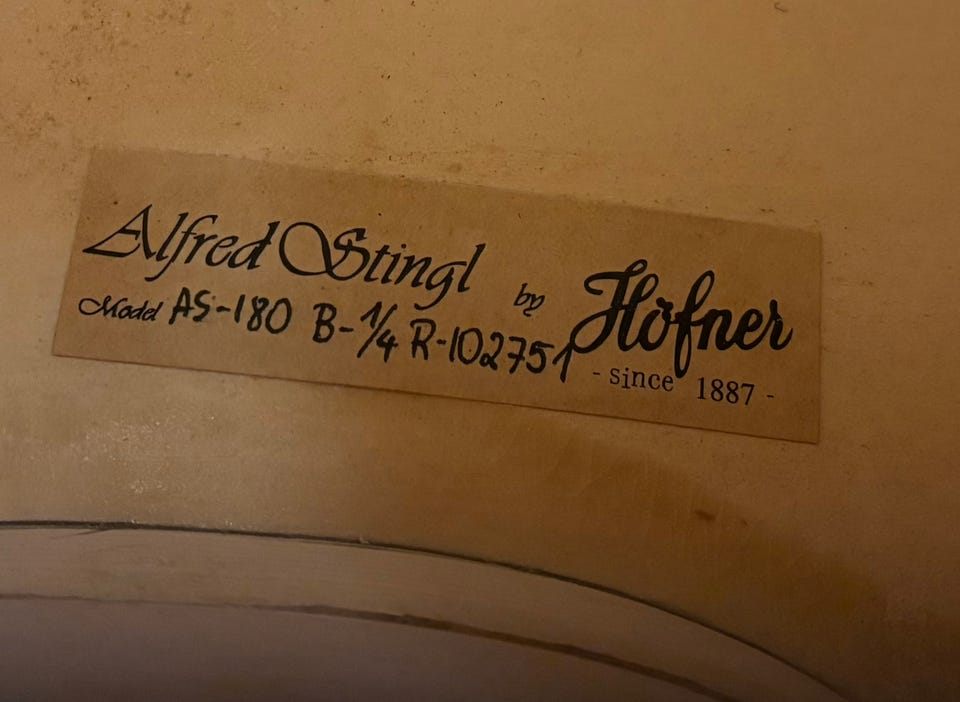 Alfred Stingl by Höfner
Model AS-180 B-1/4 R-102751
- since 1887 -